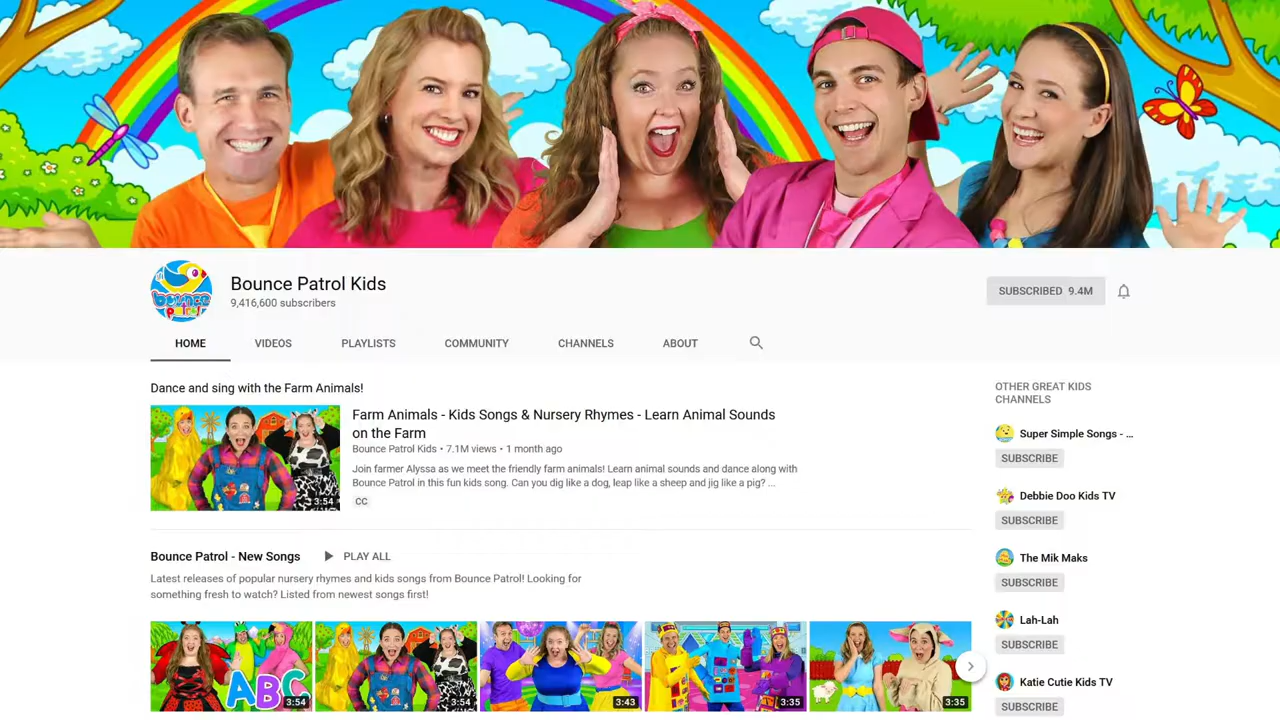 bounce patrol
Bounce Patrol Kids
9,416,600 subscribers
SUBSCRIBED 9.4M
HOME VIDEOS PLAYLISTS COMMUNITY CHANNELS ABOUT
Dance and sing with the Farm Animals!
3:54
Farm Animals - Kids Songs & Nursery Rhymes - Learn Animal Sounds
on the Farm
Bounce Patrol Kids • 7.1M views • 1 month ago
Join farmer Alyssa as we meet the friendly farm animals! Learn animal sounds and dance along with
Bounce Patrol in this fun kids song. Can you dig like a dog, leap like a sheep and jig like a pig? ...
CC
Bounce Patrol - New Songs PLAY ALL
Latest releases of popular nursery rhymes and kids songs from Bounce Patrol! Looking for
something fresh to watch? Listed from newest songs first!
ABC
3:54 3:54 3:43 3:35 3:35
OTHER GREAT KIDS
CHANNELS
Super Simple Songs - ...
SUBSCRIBE
Debbie Doo Kids TV
SUBSCRIBE
The Mik Maks
SUBSCRIBE
Lah-Lah
SUBSCRIBE
Katie Cutie Kids TV
SUBSCRIBE